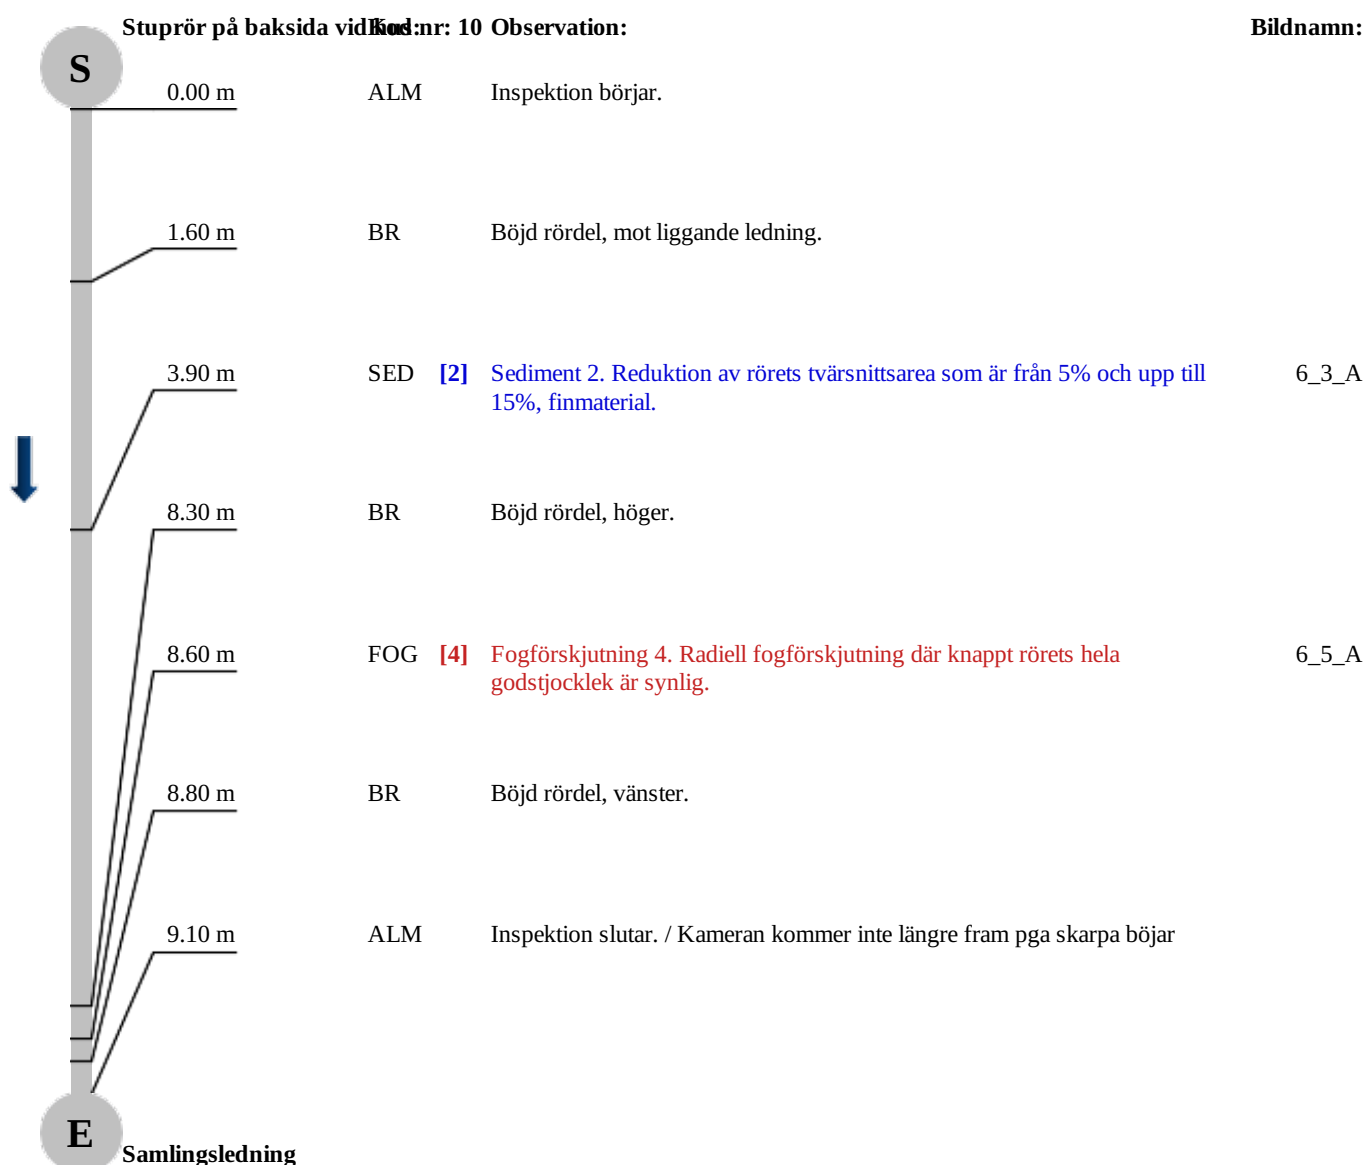 Stuprör på baksida vid Hus nr: 10 Kod: Observation: Bildnamn:
S
0.00 m ALM Inspektion börjar.
1.60 m BR Böjd rördel, mot liggande ledning.
3.90 m SED [2] Sediment 2. Reduktion av rörets tvärsnittsarea som är från 5% och upp till 6_3_A
15%, finmaterial.
8.30 m BR Böjd rördel, höger.
8.60 m FOG [4] Fogförskjutning 4. Radiell fogförskjutning där knappt rörets hela 6_5_A
godstjocklek är synlig.
8.80 m BR Böjd rördel, vänster.
9.10 m ALM Inspektion slutar. / Kameran kommer inte längre fram pga skarpa böjar
E
Samlingsledning